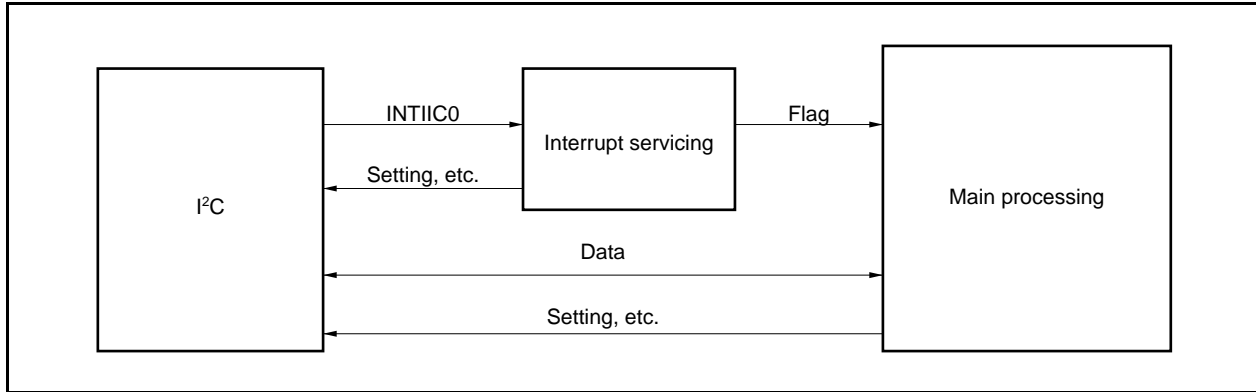 INTIIC0
Flag
Interrupt servicing
Setting, etc.
I²C
Main processing
Data
Setting, etc.